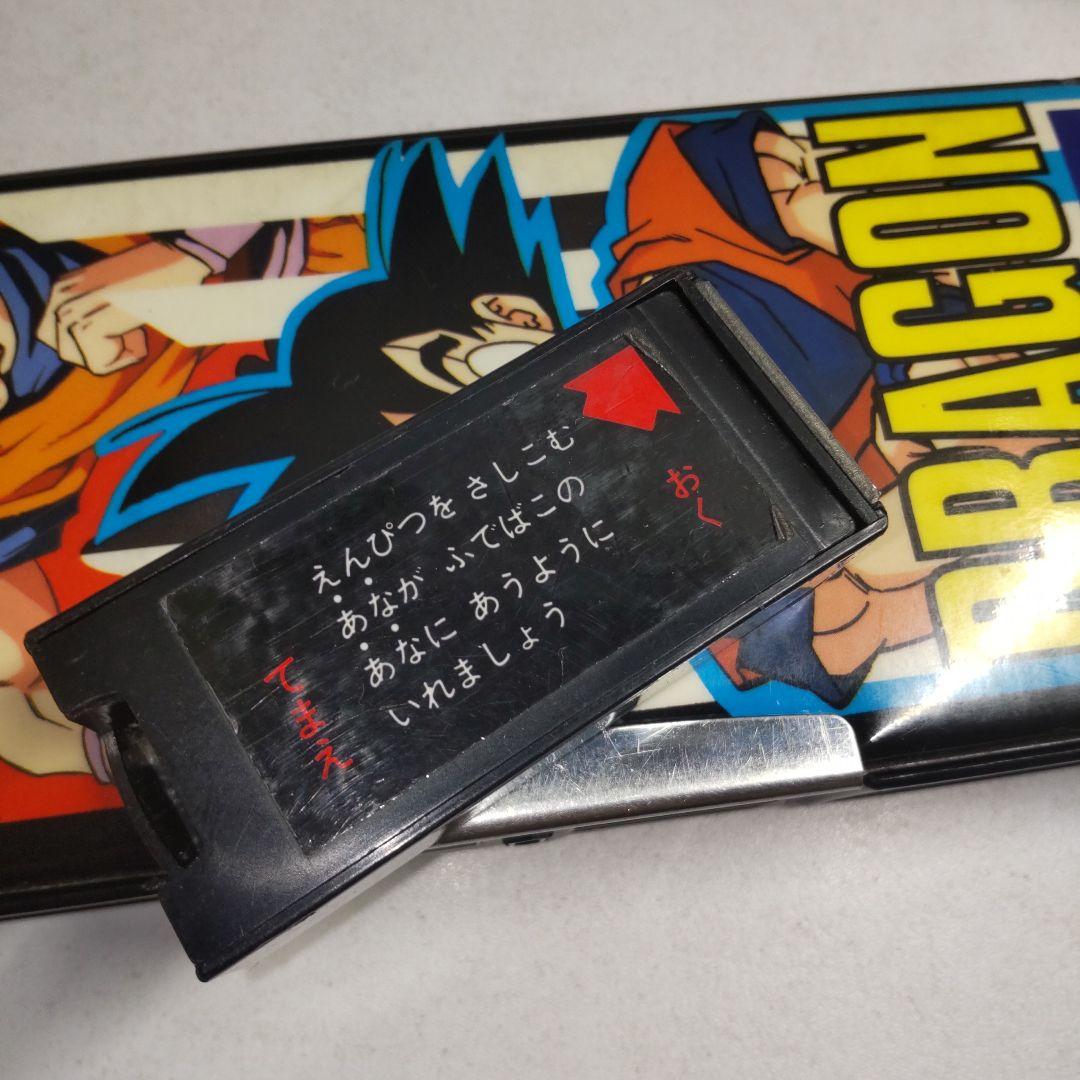 えんぴつを さしこむ
あながふでばこの
あなに あうように
いれましょう
てまえ
おく
DRAGON